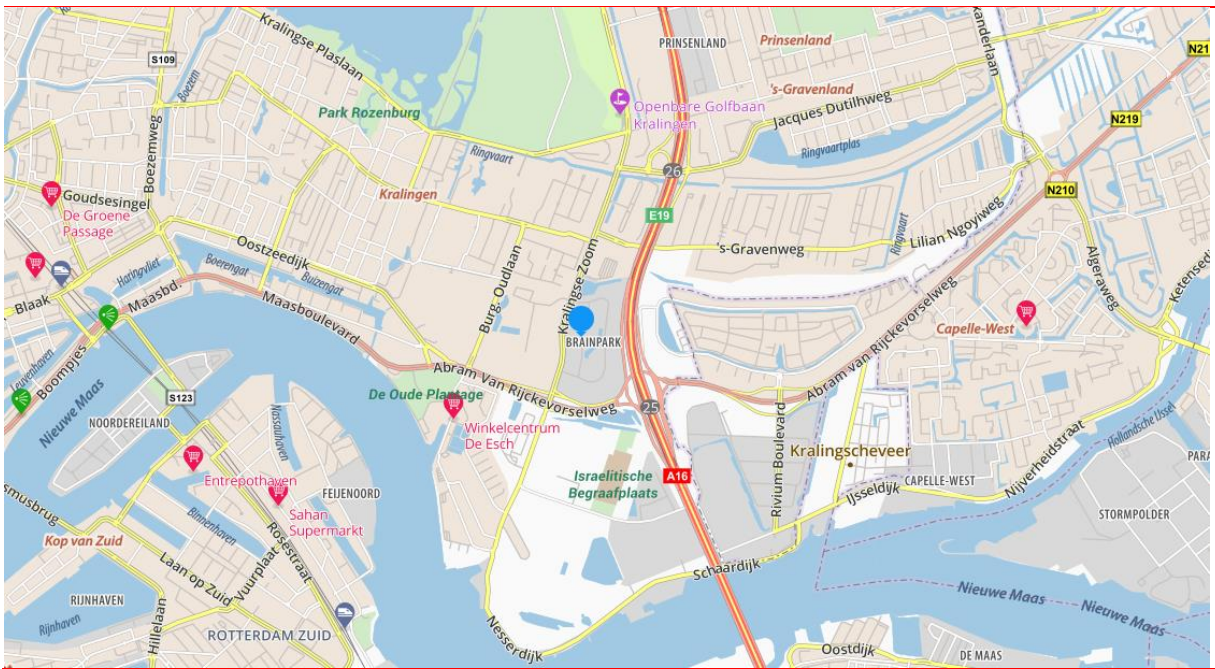 Kralingse Plaslaan
S109
Boezem
Boezemweg
Park Rozenburg
PRINSENLAND
Prinsenland
's-Gravenland
Jacques Dutilhweg
Openbare Golfbaan
Kralingen
Ringvaart
Ringvaartplas
26
N219
N210
Goudsesingel
De Groene
Passage
Kralingen
E19
's-Gravenweg
Ringvaart
Lilian Ngoyiweg
Algeraweg
Oostzeedijk
Haringvliet
Boerengat
Buizengat
Blaak
Maasbd.
Maasboulevard
Burg. Oudlaan
Kralingse Zoom
BRAINPARK
Capelle-West
Leuvenhaven
Boompjes
Nieuwe Maas
S123
NOORDEREILAND
Nassauhaven
De Oude Plantage
Abram Van Rijckevorselweg
25
Abram van Rijckevorselweg
Winkelcentrum
De Esch
Rivium Boulevard
Kralingscheveer
Nijverheidstraat
Hollandsche IJssel
Israelitische
Begraafplaats
A16
IJsseldijk
CAPELLE-WEST
STORMPOLDER
Entrepothaven
FEIJENOORD
Sahan
Supermarkt
Binnenhaven
Rosestraat
Kop van Zuid
Laan op Zuid
Vuurplaat
Schaardijk
RIJNHAVEN
Rijnhaven
Hillelaan
ROTTERDAM ZUID
Nesserdijk
Nieuwe Maas
Nieuwe Maas
Oostdijk
DE MAAS